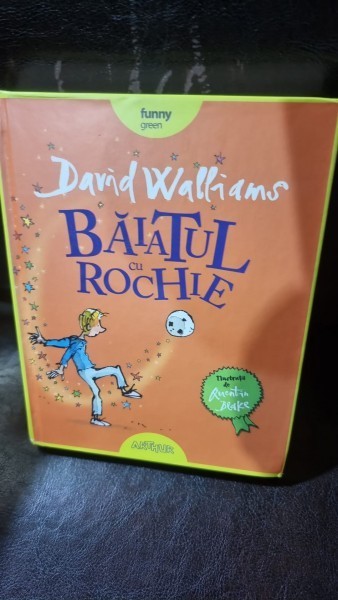 funny
green
David Walliams
BĂIATUL
cu
ROCHIE
Ilustrații
de
Quentin
Blake
ARTHUR